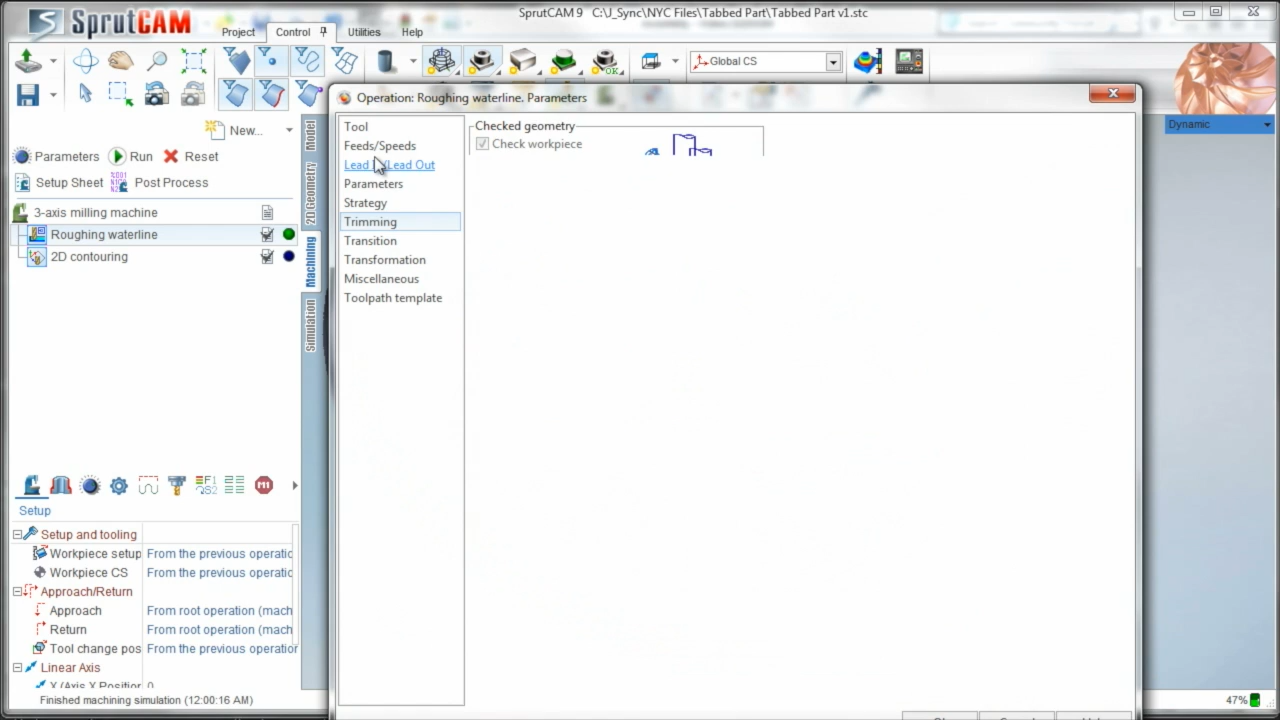 SprutCAM 9 C:\J_Sync\NYC Files\Tabbed Part\Tabbed Part v1.stc
SprutCAM
Project
Control
Utilities
Help
Global CS
Dynamic
New...
Parameters
Run
Reset
Setup Sheet
Post Process
3-axis milling machine
Roughing waterline
2D contouring
Model
2D Geometry
Machining
Simulation
Setup
Setup and tooling
Workpiece setup From the previous operatic
Workpiece CS From the previous operatic
Approach/Return
Approach From root operation (mach
Return From root operation (mach
Tool change pos From the previous operation
Linear Axis
Finished machining simulation (12:00:16 AM)
47%
Operation: Roughing waterline. Parameters
Tool
Feeds/Speeds
Lead /Lead Out
Parameters
Strategy
Trimming
Transition
Transformation
Miscellaneous
Toolpath template
Checked geometry
Check workpiece